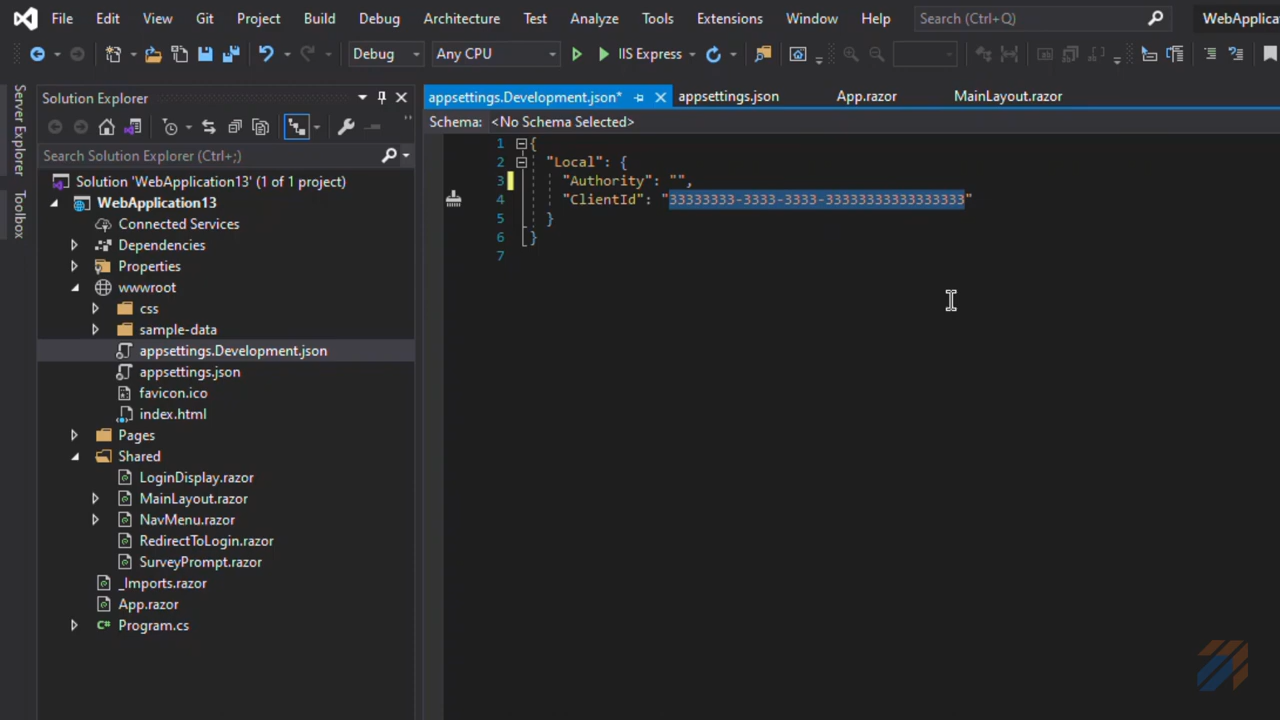 File Edit View Git Project Build Debug Architecture Test Analyze Tools Extensions Window Help Search (Ctrl+Q) WebApplica
Debug Any CPU IIS Express
Server Explorer
Toolbox
Solution Explorer
Search Solution Explorer (Ctrl+;)
Solution 'WebApplication13' (1 of 1 project)
WebApplication13
Connected Services
Dependencies
Properties
wwwroot
css
sample-data
appsettings.Development.json
appsettings.json
favicon.ico
index.html
Pages
Shared
LoginDisplay.razor
MainLayout.razor
NavMenu.razor
RedirectToLogin.razor
SurveyPrompt.razor
_Imports.razor
App.razor
C# Program.cs
appsettings.Development.json* appsettings.json App.razor MainLayout.razor
Schema: <No Schema Selected>
1 {
2 "Local": {
3 "Authority": "",
4 "ClientId": "33333333-3333-3333-33333333333333333"
5 }
6 }
7